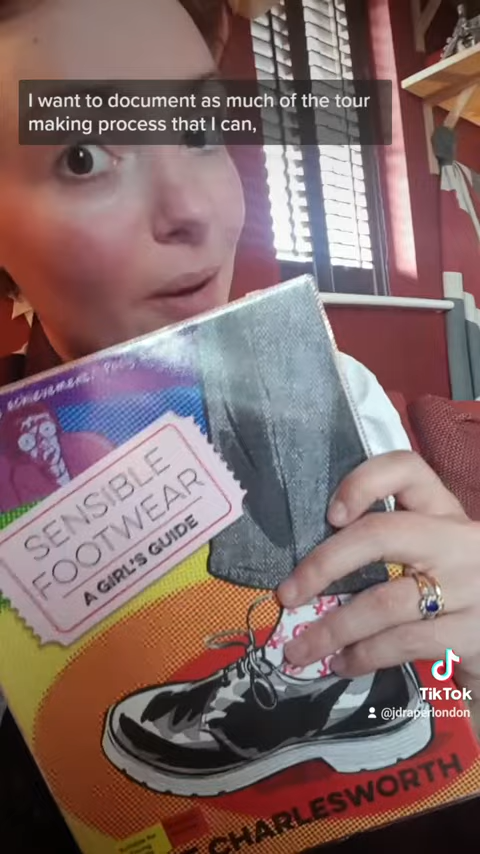 I want to document as much of the tour
making process that I can,
SENSIBLE
FOOTWEAR
A GIRL'S GUIDE
CHARLESWORTH
TikTok
@jdraperlondon